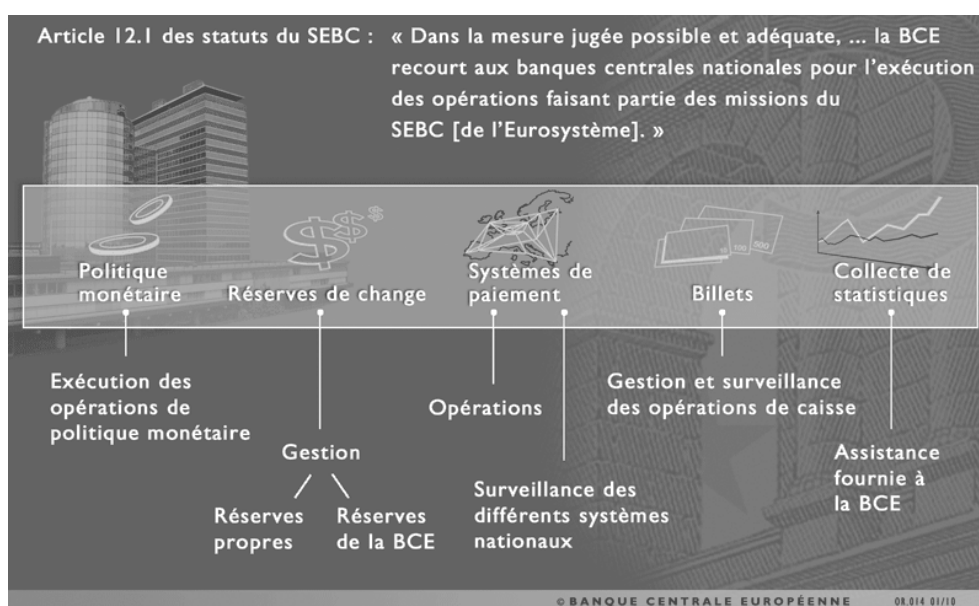 Article 12.1 des statuts du SEBC : « Dans la mesure jugée possible et adéquate, ... la BCE
recourt aux banques centrales nationales pour l'exécution
des opérations faisant partie des missions du
SEBC [de l'Eurosystème]. »
100
500
Politique
monétaire
Réserves de change
Systèmes de
paiement
Billets
Collecte de
statistiques
Exécution des
opérations de
politique monétaire
Gestion
Réserves
propres
Réserves
de la BCE
Opérations
Surveillance des
différents systèmes
nationaux
Gestion et surveillance
des opérations de caisse
Assistance
fournie à
la BCE
© BANQUE CENTRALE EUROPÉENNE OR.014 01/10